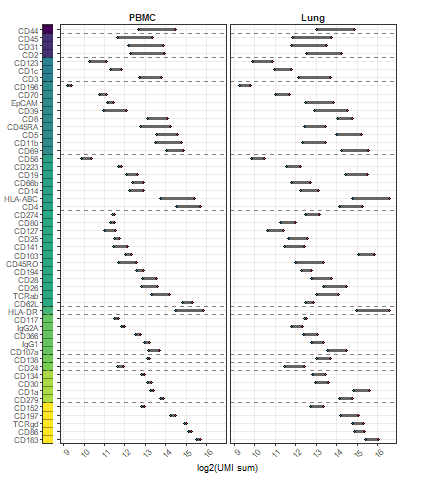 PBMC Lung
CD44
CD45
CD31
CD2
CD123
CD1c
CD3
CD196
CD70
EpCAM
CD39
CD8
CD45RA
CD5
CD11b
CD69
CD56
CD223
CD19
CD66b
CD14
HLA-ABC
CD4
CD274
CD80
CD127
CD25
CD141
CD103
CD45RO
CD194
CD28
CD26
TCRab
CD62L
HLA-DR
CD117
IgG2A
CD366
IgG1
CD107a
CD138
CD24
CD134
CD30
CD1a
CD279
CD152
CD197
TCRgd
CD86
CD183
9 10 11 12 13 14 15 16 9 10 11 12 13 14 15 16
log2(UMI sum)